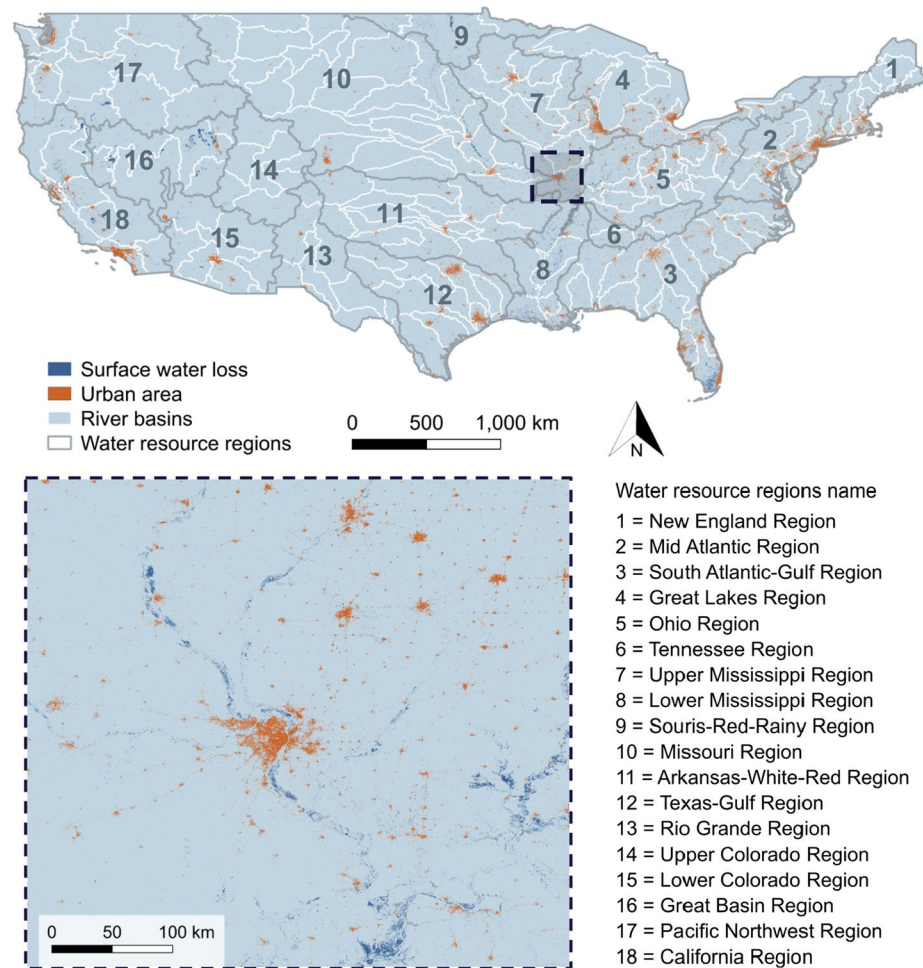 9
1
17
10
4
7
2
16
14
5
18
11
15
6
13
8
3
12
Surface water loss
Urban area
River basins
Water resource regions
0 500 1,000 km
N
Water resource regions name
1 = New England Region
2 = Mid Atlantic Region
3 = South Atlantic-Gulf Region
4 = Great Lakes Region
5 = Ohio Region
6 = Tennessee Region
7 = Upper Mississippi Region
8 = Lower Mississippi Region
9 = Souris-Red-Rainy Region
10 = Missouri Region
11 = Arkansas-White-Red Region
12 = Texas-Gulf Region
13 = Rio Grande Region
14 = Upper Colorado Region
15 = Lower Colorado Region
16 = Great Basin Region
17 = Pacific Northwest Region
18 = California Region
0 50 100 km